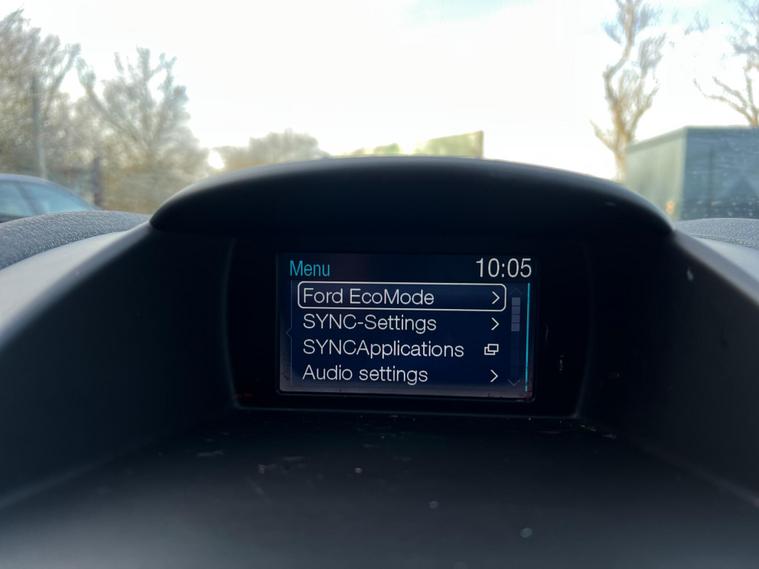 Menu 10:05
Ford EcoMode
SYNC-Settings
SYNCApplications
Audio settings